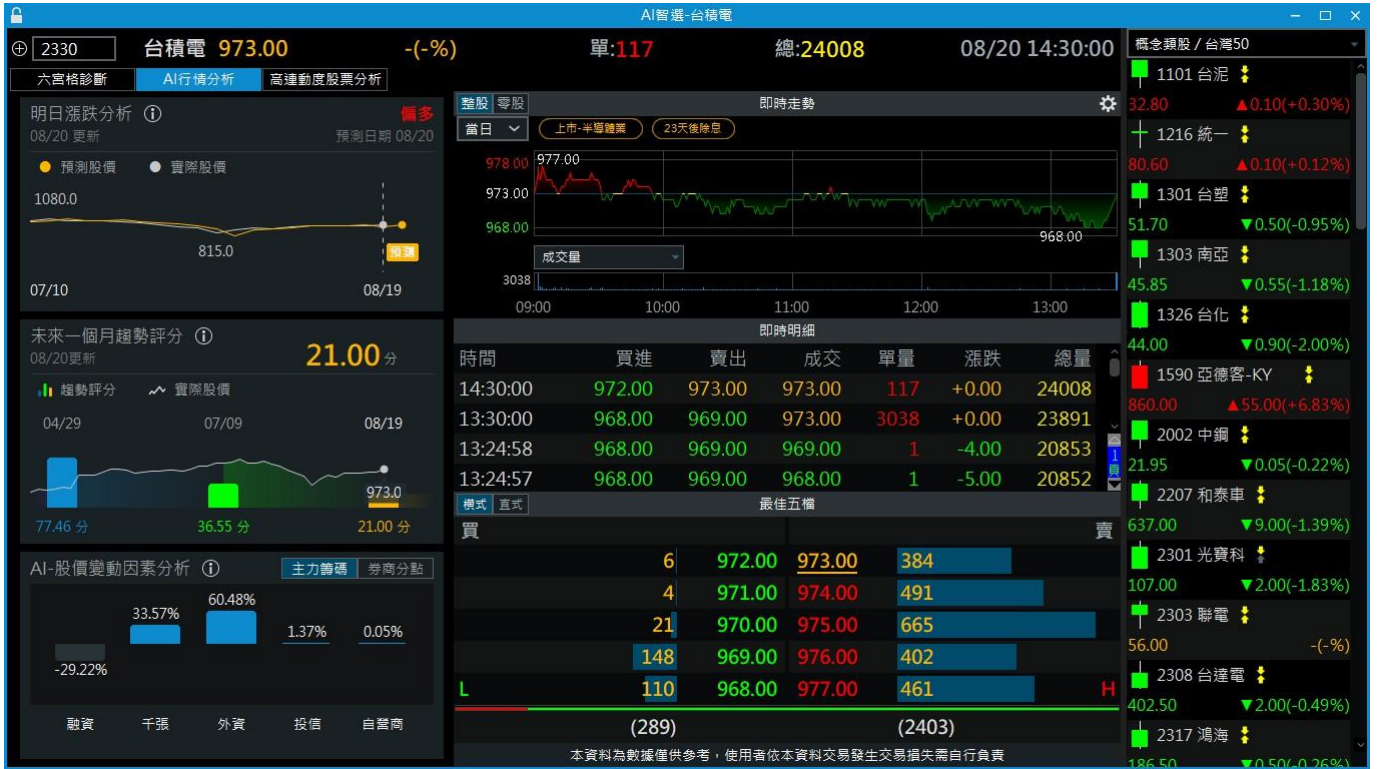 AI智選-台積電
2330 台積電 973.00 -(-%) 單:117 總:24008 08/20 14:30:00
六宮格診斷 AI行情分析 高連動度股票分析
明日漲跌分析 偏多
08/20 更新 預測日期 08/20
預測股價 實際股價
1080.0
815.0
預測
07/10 08/19
未來一個月趨勢評分
08/20更新 21.00 分
趨勢評分 實際股價
04/29 07/09 08/19
973.0
77.46 分 36.55 分 21.00 分
AI-股價變動因素分析 主力籌碼 券商分點
-29.22% 33.57% 60.48% 1.37% 0.05%
融資 千張 外資 投信 自營商
整股 零股 即時走勢
當日 上市-半導體業 23天後除息
978.00 977.00
973.00
968.00 968.00
成交量
3038
09:00 10:00 11:00 12:00 13:00
即時明細
時間 買進 賣出 成交 單量 漲跌 總量
14:30:00 972.00 973.00 973.00 117 +0.00 24008
13:30:00 968.00 969.00 973.00 3038 +0.00 23891
13:24:58 968.00 969.00 969.00 1 -4.00 20853
13:24:57 968.00 969.00 968.00 1 -5.00 20852
1
頁
橫式 直式 最佳五檔
買 賣
6 972.00 973.00 384
4 971.00 974.00 491
21 970.00 975.00 665
148 969.00 976.00 402
L 110 968.00 977.00 461 H
(289) (2403)
本資料為數據僅供參考，使用者依本資料交易發生交易損失需自行負責
概念類股 / 台灣50
1101 台泥
32.80 ▲0.10(+0.30%)
1216 統一
80.60 ▲0.10(+0.12%)
1301 台塑
51.70 ▼0.50(-0.95%)
1303 南亞
45.85 ▼0.55(-1.18%)
1326 台化
44.00 ▼0.90(-2.00%)
1590 亞德客-KY
860.00 ▲55.00(+6.83%)
2002 中鋼
21.95 ▼0.05(-0.22%)
2207 和泰車
637.00 ▼9.00(-1.39%)
2301 光寶科
107.00 ▼2.00(-1.83%)
2303 聯電
56.00 -(-%)
2308 台達電
402.50 ▼2.00(-0.49%)
2317 鴻海
186.50 ▼0.50(-0.26%)